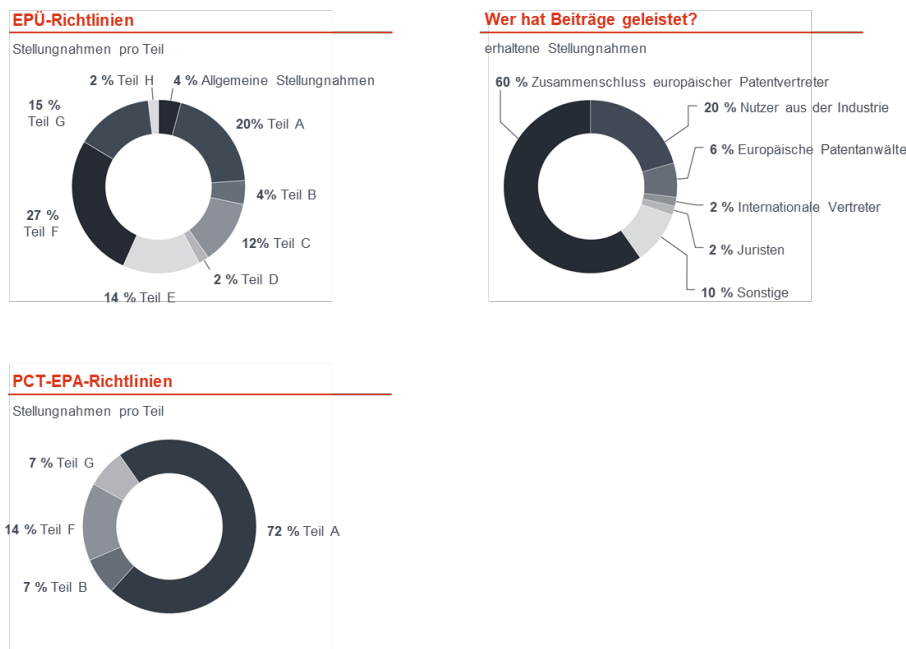 EPÜ-Richtlinien
Stellungnahmen pro Teil
2 % Teil H
4 % Allgemeine Stellungnahmen
15 %
Teil G
20% Teil A
4% Teil B
27 %
Teil F
12% Teil C
2 % Teil D
14 % Teil E
Wer hat Beiträge geleistet?
erhaltene Stellungnahmen
60 % Zusammenschluss europäischer Patentvertreter
20 % Nutzer aus der Industrie
6 % Europäische Patentanwälte
2 % Internationale Vertreter
2 % Juristen
10 % Sonstige
PCT-EPA-Richtlinien
Stellungnahmen pro Teil
7 % Teil G
14 % Teil F
72 % Teil A
7 % Teil B